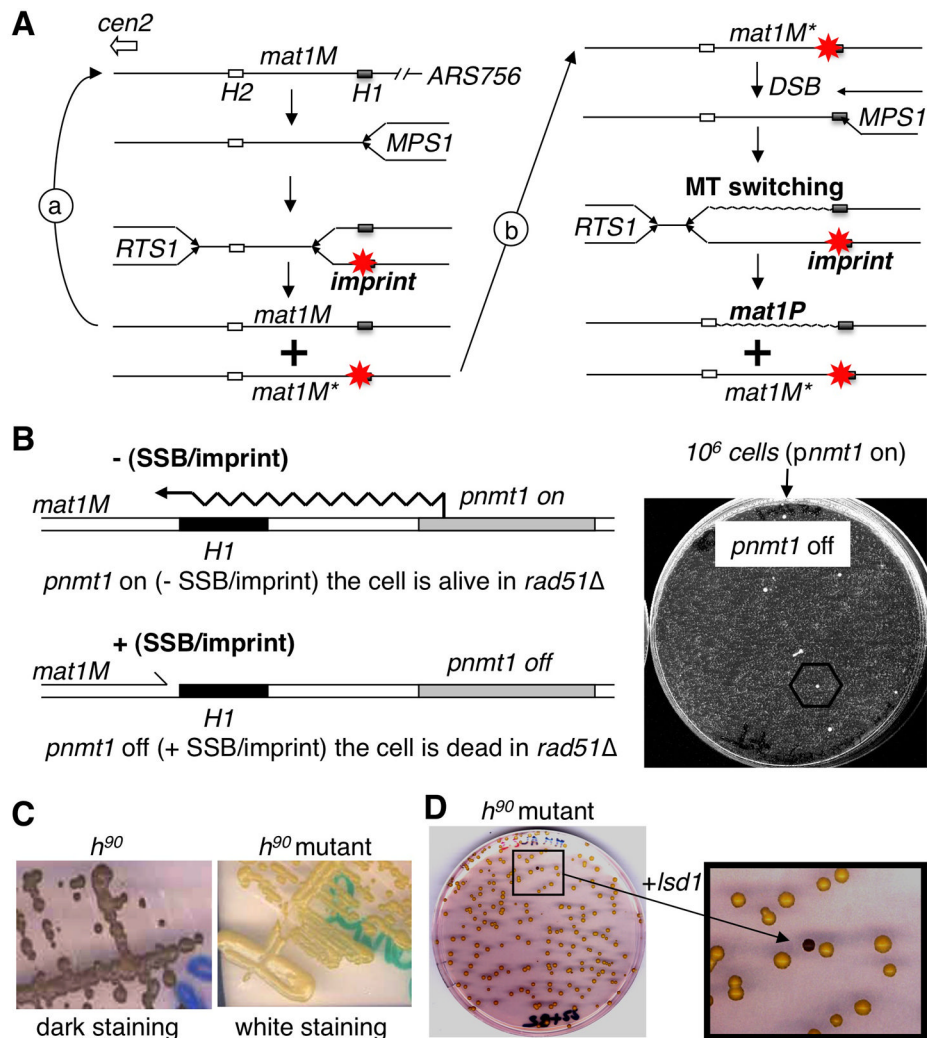 A
cen2
mat1M
H2
H1
ARS756
MPS1
a
RTS1
imprint
mat1M
+
mat1M*
b
mat1M*
DSB
MPS1
MT switching
RTS1
imprint
mat1P
+
mat1M*
B
- (SSB/imprint)
mat1M
pnmt1 on
H1
pnmt1 on (- SSB/imprint) the cell is alive in rad51Δ
+ (SSB/imprint)
mat1M
pnmt1 off
H1
pnmt1 off (+ SSB/imprint) the cell is dead in rad51Δ
10⁶ cells (pnmt1 on)
pnmt1 off
C
h⁹⁰
h⁹⁰ mutant
dark staining
white staining
D
h⁹⁰ mutant
+lsd1